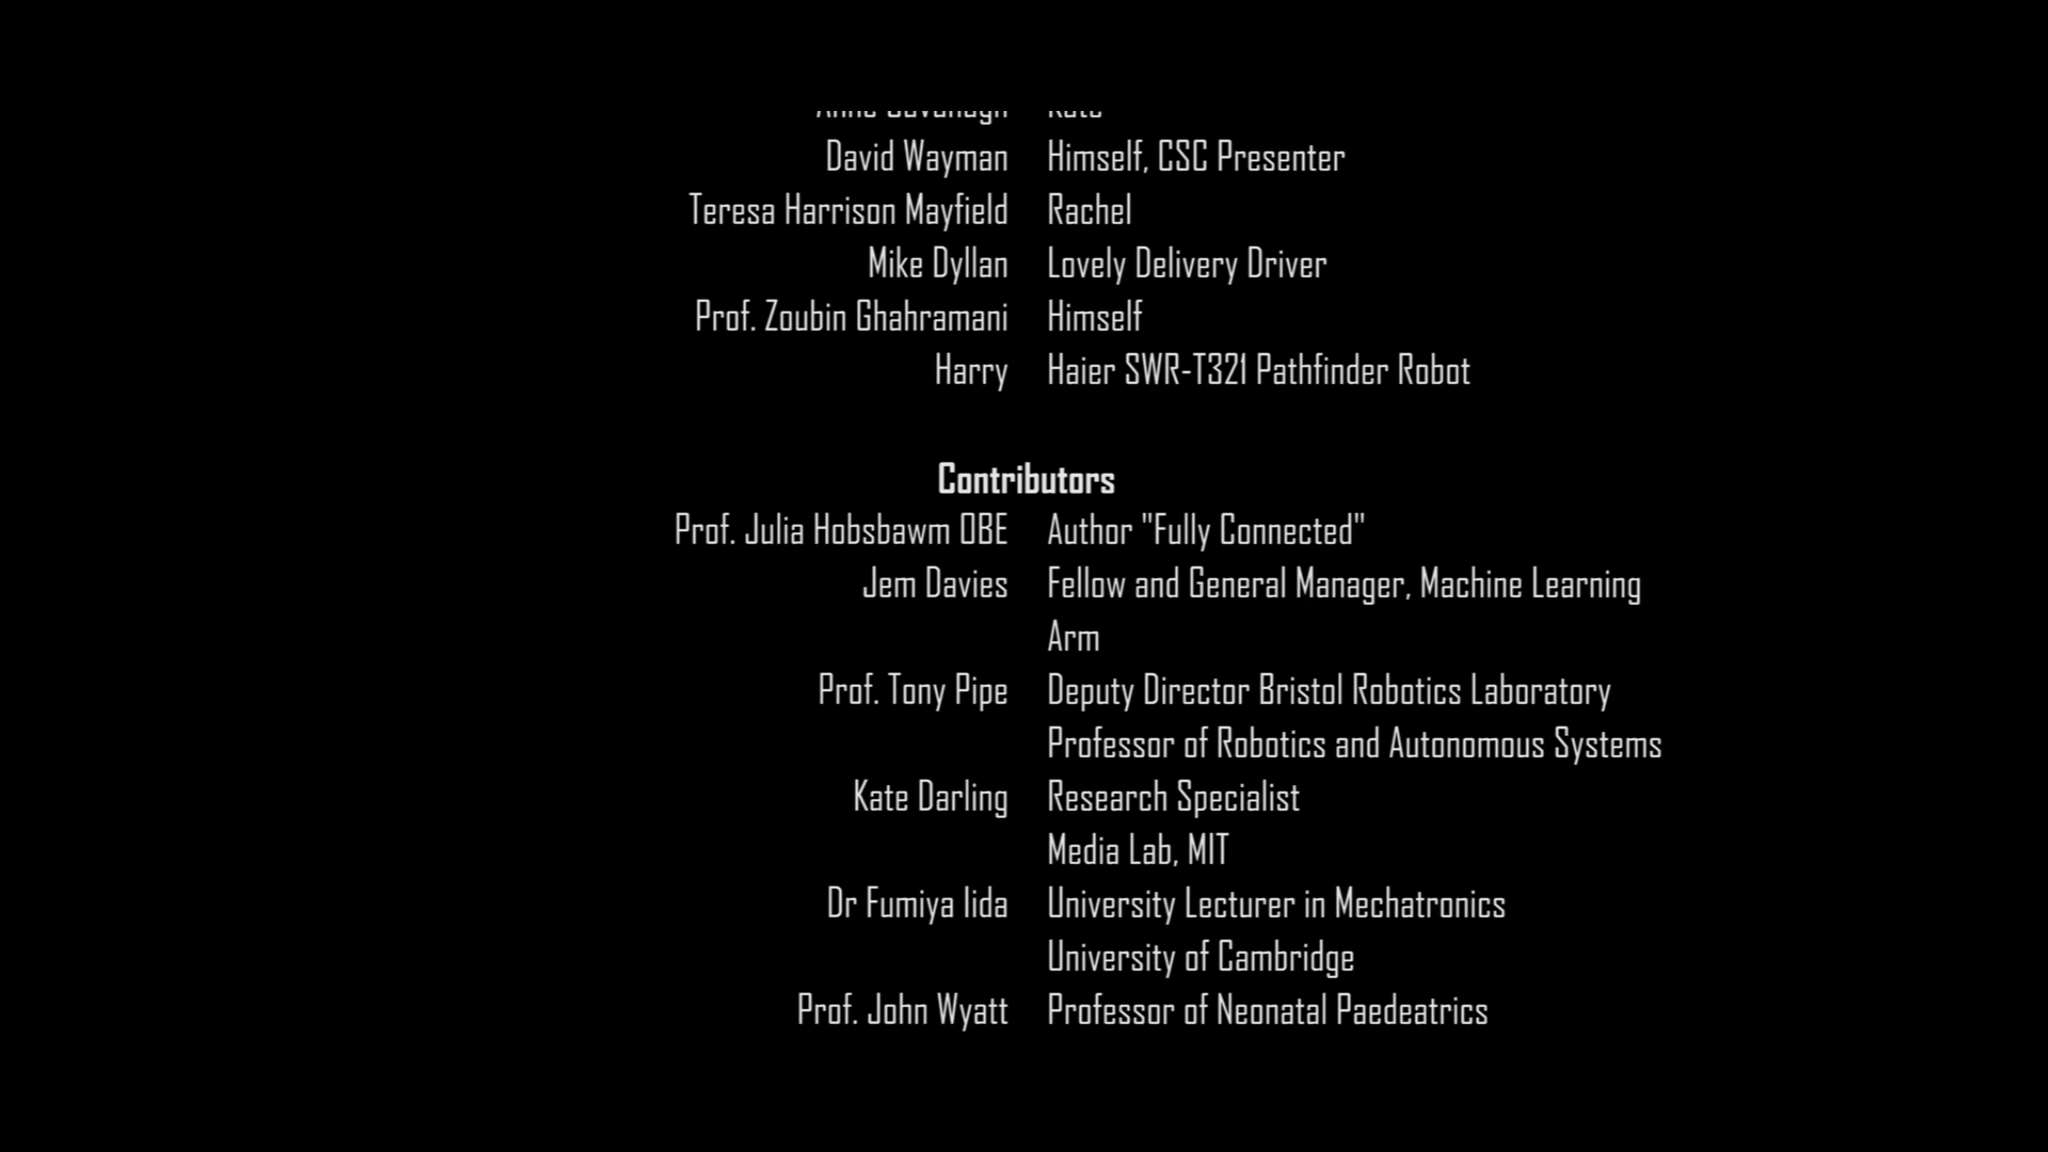 David Wayman Himself, CSC Presenter
Teresa Harrison Mayfield Rachel
Mike Dyllan Lovely Delivery Driver
Prof. Zoubin Ghahramani Himself
Harry Haier SWR-T321 Pathfinder Robot
Contributors
Prof. Julia Hobsbawm OBE Author "Fully Connected"
Jem Davies Fellow and General Manager, Machine Learning
Arm
Prof. Tony Pipe Deputy Director Bristol Robotics Laboratory
Professor of Robotics and Autonomous Systems
Kate Darling Research Specialist
Media Lab, MIT
Dr Fumiya Iida University Lecturer in Mechatronics
University of Cambridge
Prof. John Wyatt Professor of Neonatal Paedeatrics